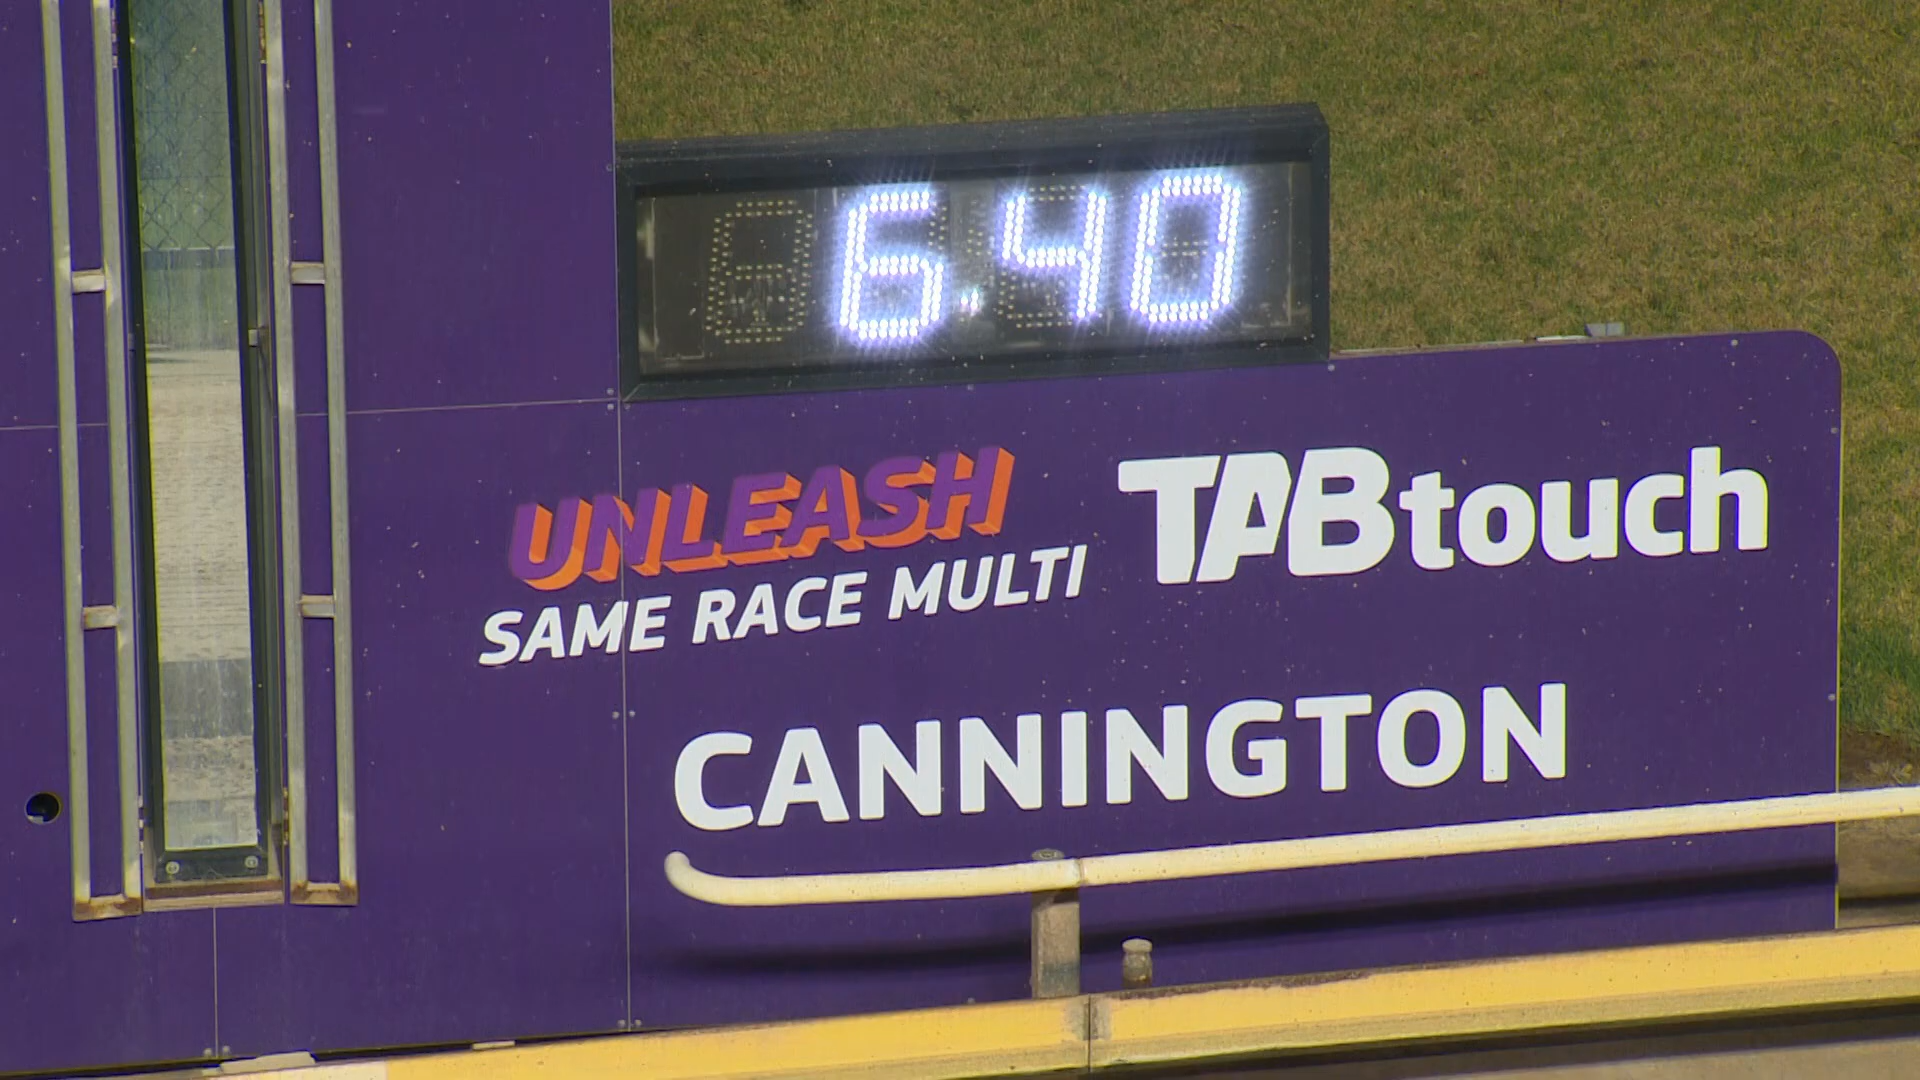 6.40
UNLEASH
SAME RACE MULTI
TABtouch
CANNINGTON